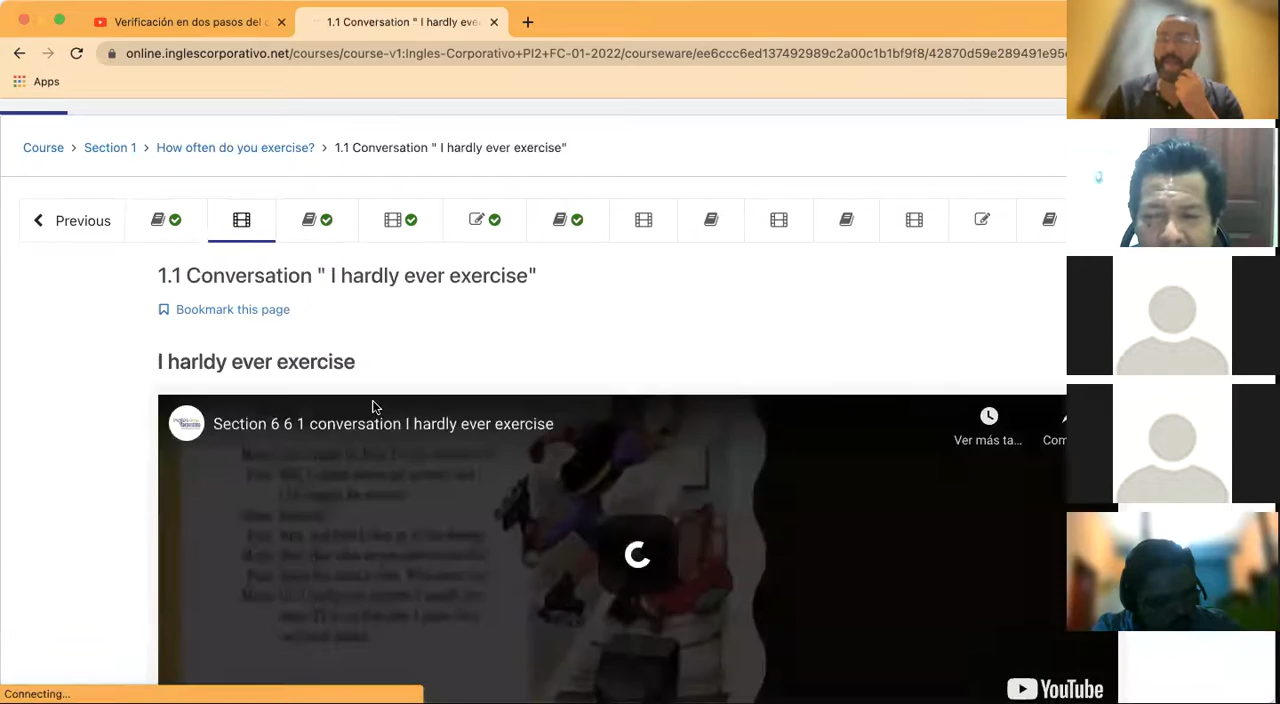 Verificación en dos pasos del
1.1 Conversation " I hardly eve
online.inglescorporativo.net/courses/course-v1:Ingles-Corporativo+PI2+FC-01-2022/courseware/ee6ccc6ed137492989c2a00c1b1bf9f8/42870d59e289491e95
Apps
Course > Section 1 > How often do you exercise? > 1.1 Conversation " I hardly ever exercise"
Previous
1.1 Conversation " I hardly ever exercise"
Bookmark this page
I harldy ever exercise
Section 6 6 1 conversation I hardly ever exercise
Ver más ta... Com
YouTube
Connecting...